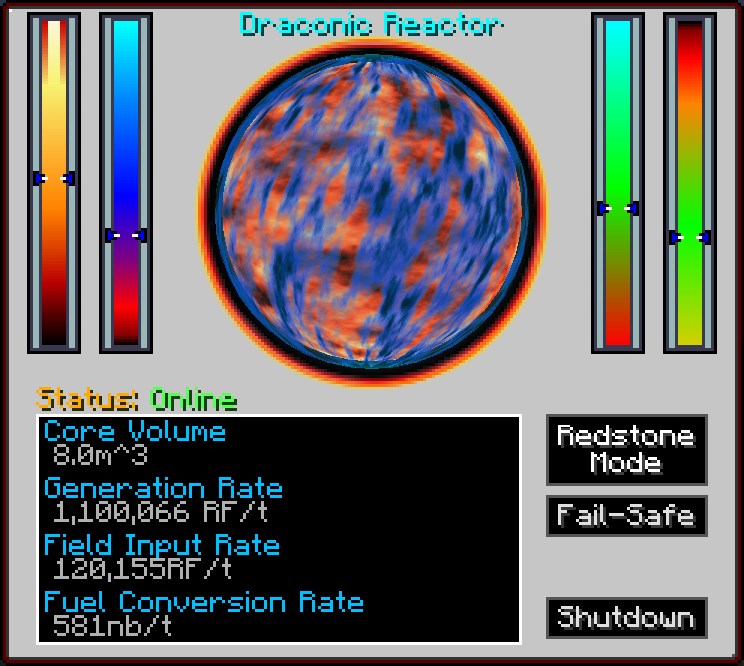 Draconic Reactor
Status: Online
Core Volume
8.0m^3
Generation Rate
1,100,066 RF/t
Field Input Rate
120,155RF/t
Fuel Conversion Rate
581nb/t
Redstone
Mode
Fail-Safe
Shutdown